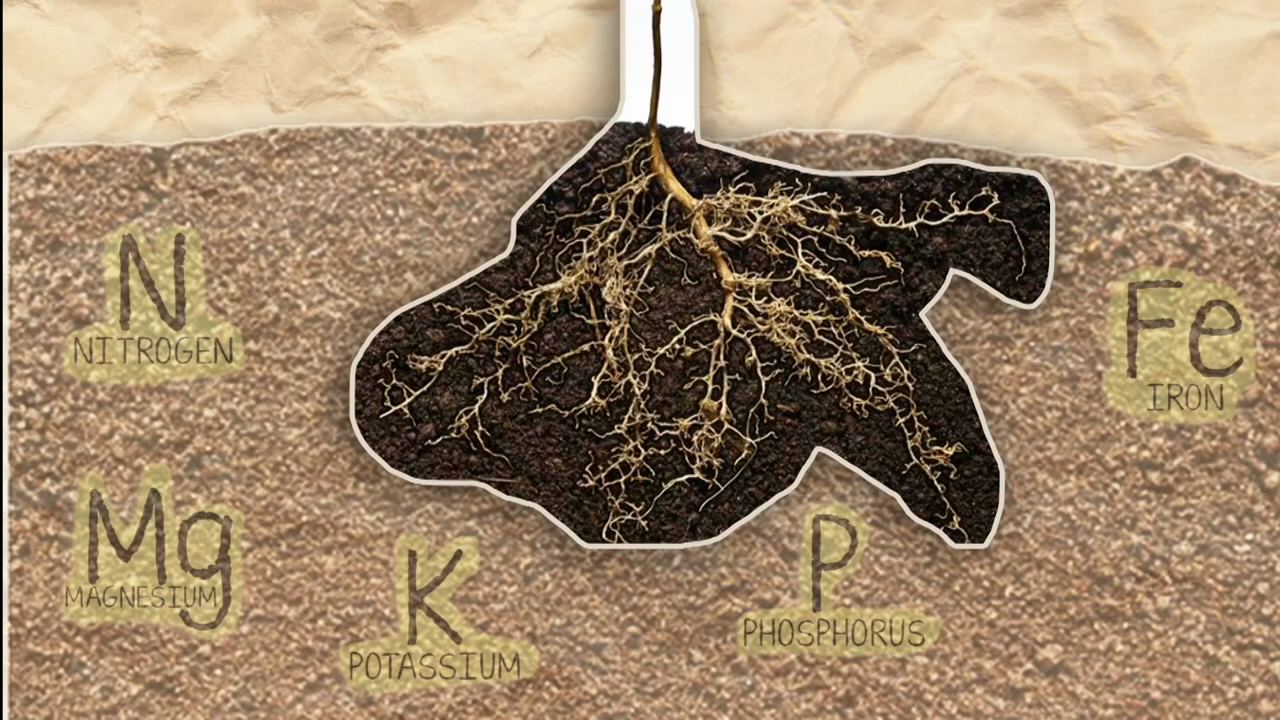 N
NITROGEN
Fe
IRON
Mg
MAGNESIUM
K
POTASSIUM
P
PHOSPHORUS